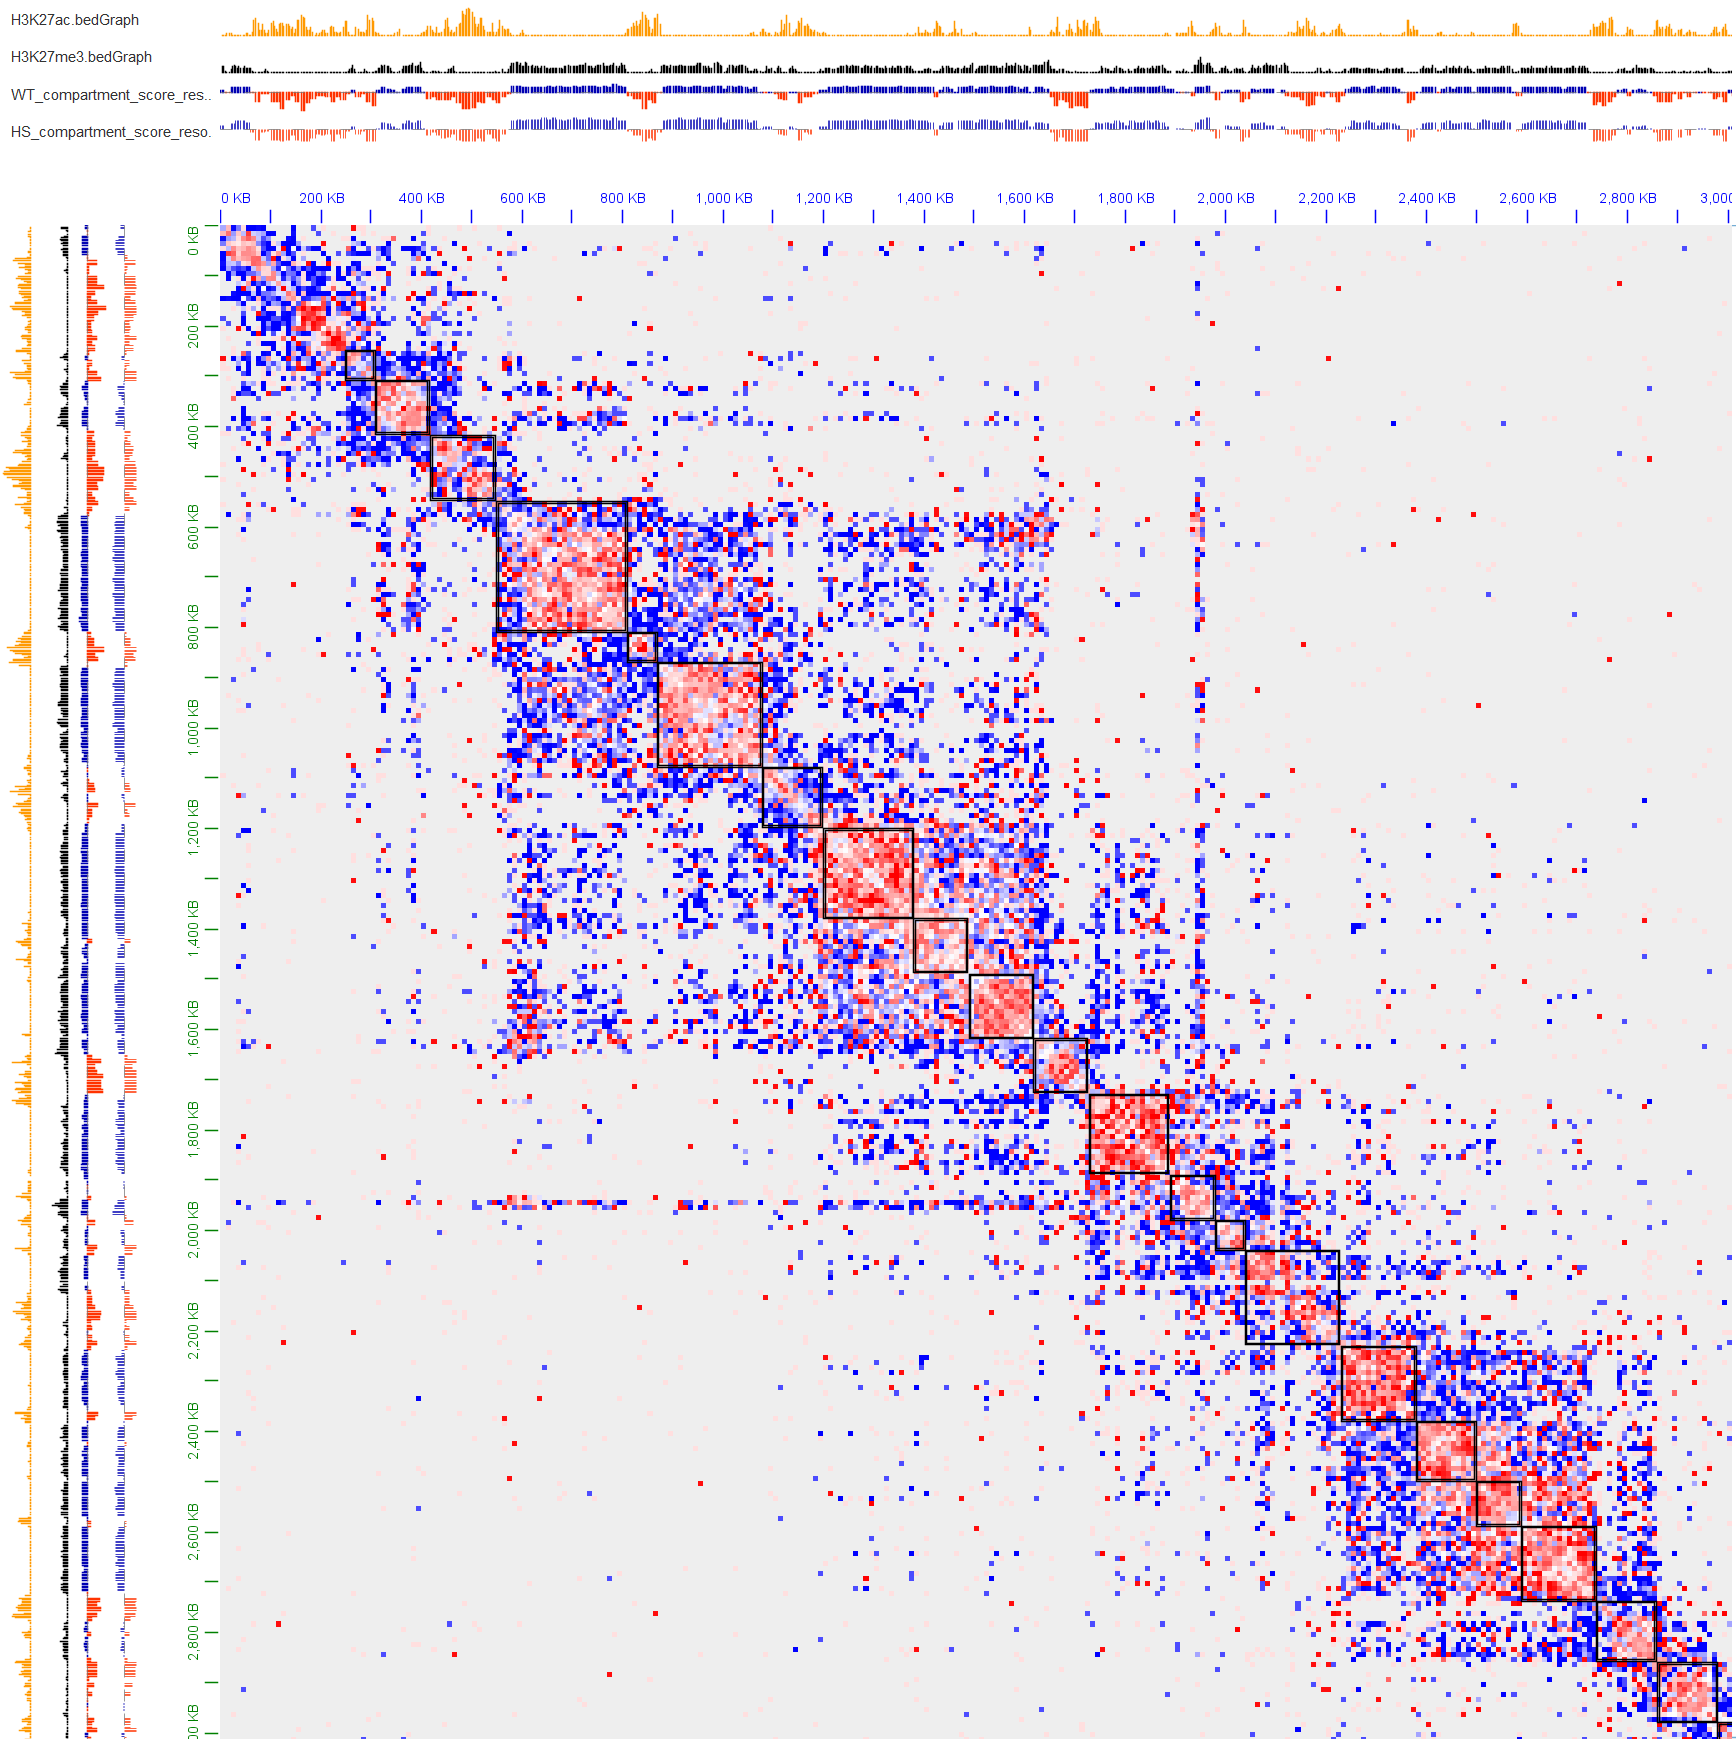 H3K27ac.bedGraph
H3K27me3.bedGraph
WT_compartment_score_res..
HS_compartment_score_reso.
0 KB 200 KB 400 KB 600 KB 800 KB 1,000 KB 1,200 KB 1,400 KB 1,600 KB 1,800 KB 2,000 KB 2,200 KB 2,400 KB 2,600 KB 2,800 KB 3,000
0 KB
200 KB
400 KB
600 KB
800 KB
1,000 KB
1,200 KB
1,400 KB
1,600 KB
1,800 KB
2,000 KB
2,200 KB
2,400 KB
2,600 KB
2,800 KB
00 KB